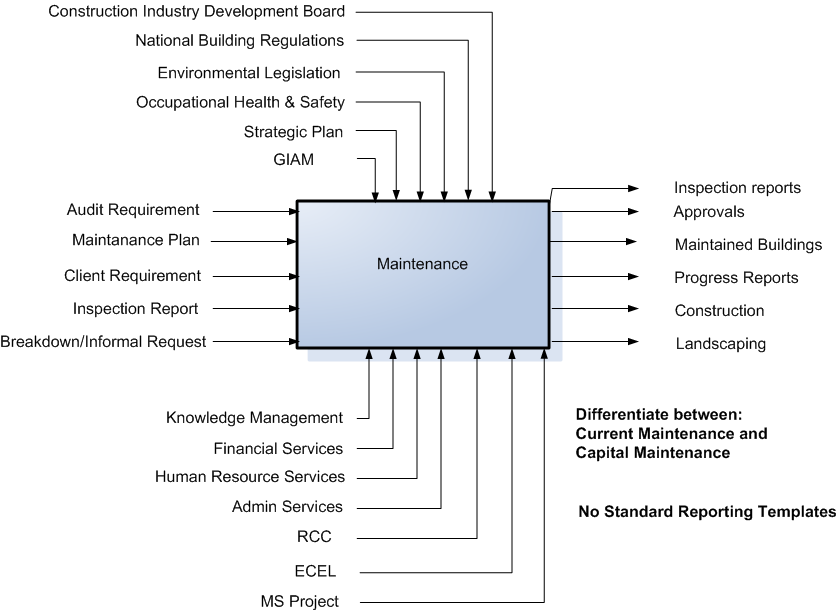 Construction Industry Development Board
National Building Regulations
Environmental Legislation
Occupational Health & Safety
Strategic Plan
GIAM
Audit Requirement
Maintanance Plan
Client Requirement
Inspection Report
Breakdown/Informal Request
Maintenance
Inspection reports
Approvals
Maintained Buildings
Progress Reports
Construction
Landscaping
Knowledge Management
Financial Services
Human Resource Services
Admin Services
RCC
ECEL
MS Project
Differentiate between:
Current Maintenance and
Capital Maintenance
No Standard Reporting Templates